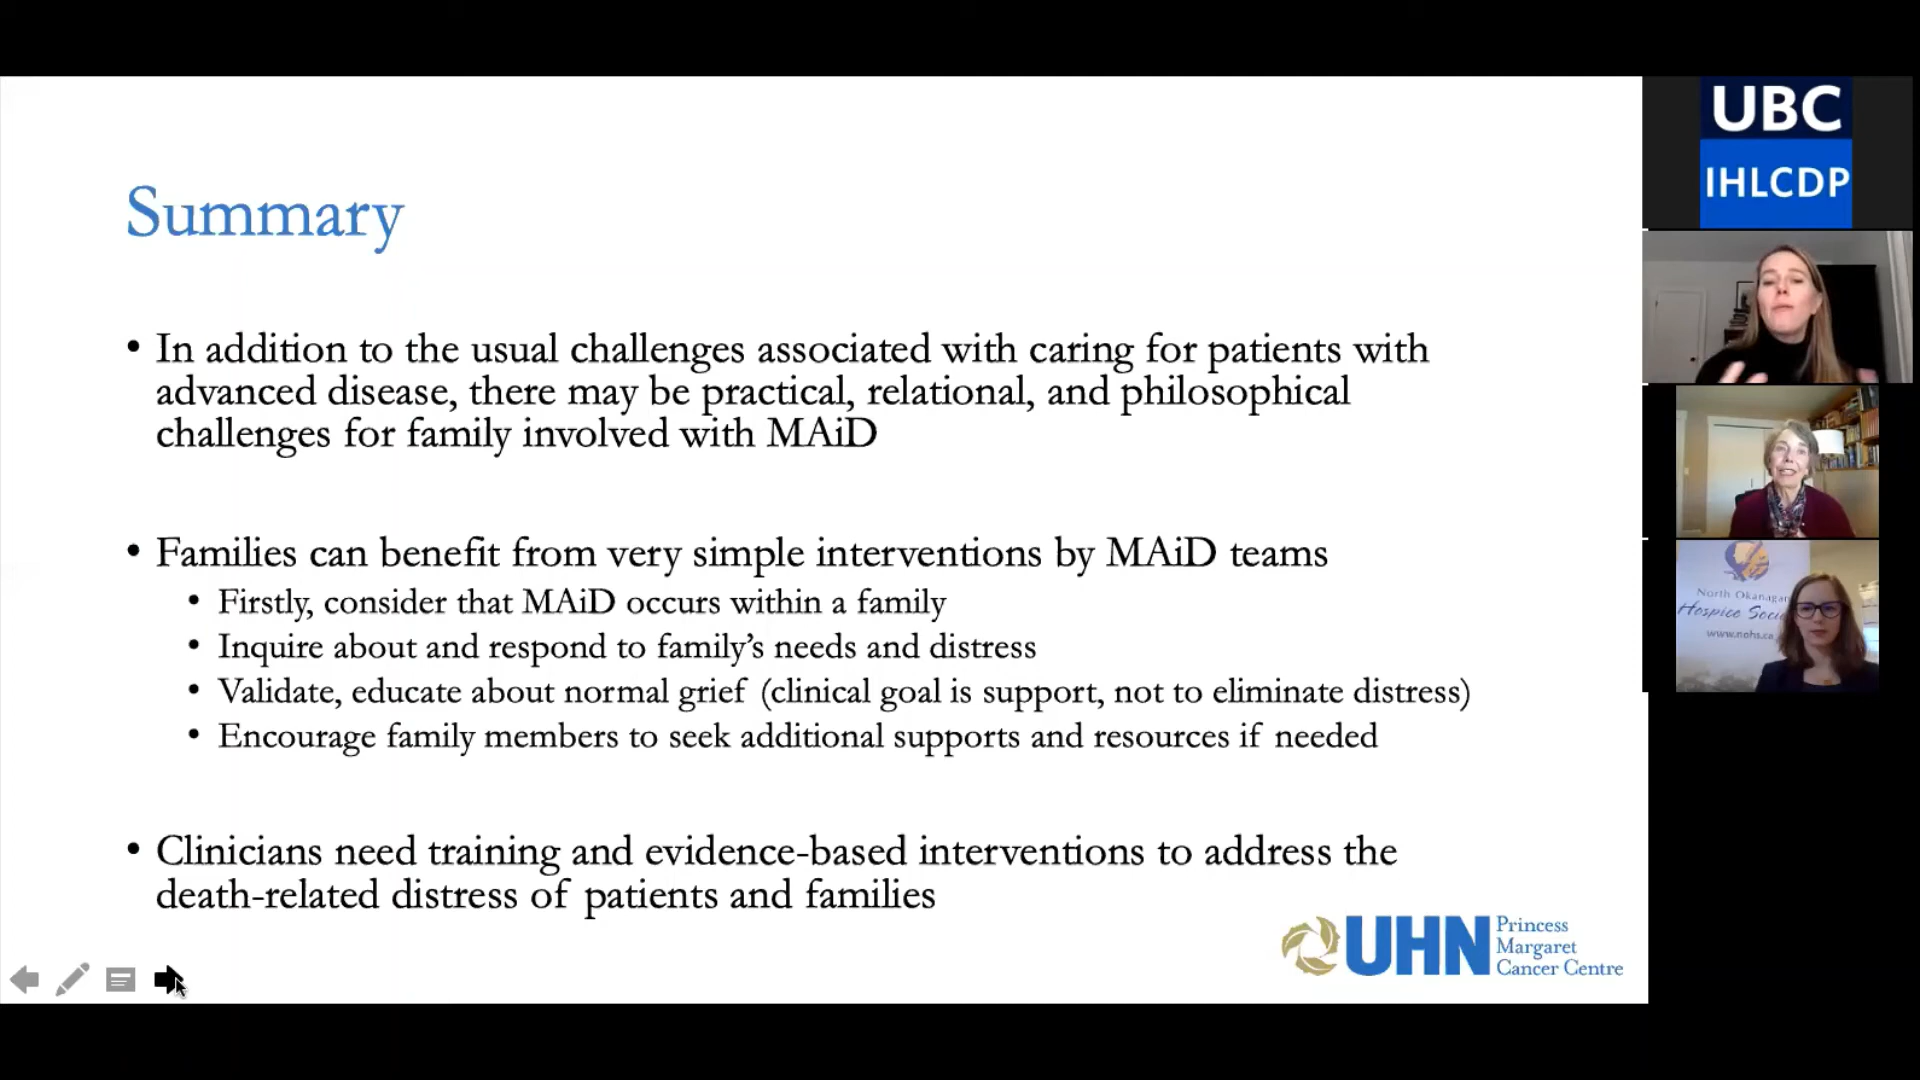 Summary
• In addition to the usual challenges associated with caring for patients with
advanced disease, there may be practical, relational, and philosophical
challenges for family involved with MAiD
• Families can benefit from very simple interventions by MAiD teams
• Firstly, consider that MAiD occurs within a family
• Inquire about and respond to family’s needs and distress
• Validate, educate about normal grief (clinical goal is support, not to eliminate distress)
• Encourage family members to seek additional supports and resources if needed
• Clinicians need training and evidence-based interventions to address the
death-related distress of patients and families
UHN
Princess
Margaret
Cancer Centre
UBC
IHLCDP
North Okanagan
Hospice
www.nohs.ca